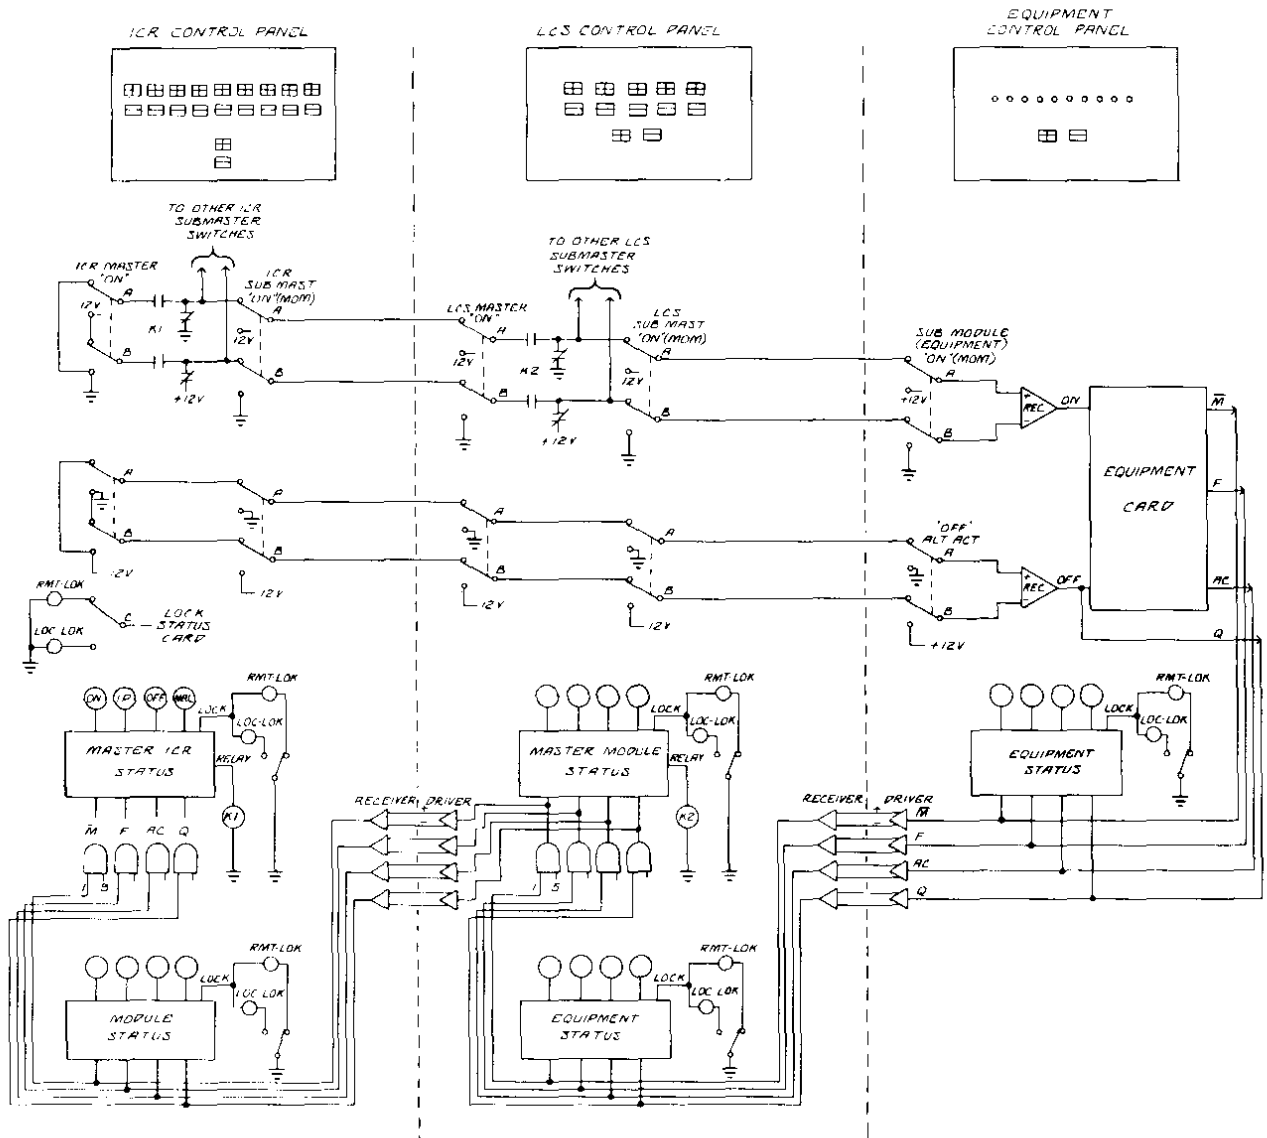 ICR CONTROL PANEL
LCS CONTROL PANEL
EQUIPMENT
CONTROL PANEL
TO OTHER ICR
SUBMASTER
SWITCHES
ICR MASTER
"ON"
12V
A
B
K1
+12V
ICR
SUB MAST
"ON"(MOM)
A
12V
B
TO OTHER LCS
SUBMASTER
SWITCHES
LCS MASTER
"ON"
A
12V
B
K2
+12V
LCS
SUB MAST
"ON"(MOM)
A
12V
B
SUB MODULE
(EQUIPMENT)
"ON"(MOM)
A
+12V
B
+
REC
-
ON
EQUIPMENT
CARD
M̅
F
AC
Q
A
B
12V
A
B
12V
A
B
12V
A
B
12V
"OFF"
ALT ACT
A
B
+12V
+
REC
-
OFF
RMT-LOK
LOC LOK
C
LOCK
STATUS
CARD
ON
OFF
LOCK
RMT-LOK
LOC-LOK
MASTER ICR
STATUS
RELAY
K1
M̅
F
AC
Q
1
9
LOCK
RMT-LOK
LOC-LOK
MASTER MODULE
STATUS
RELAY
K2
1
5
RECEIVER
+
-
DRIVER
LOCK
RMT-LOK
LOC-LOK
EQUIPMENT
STATUS
RECEIVER
+
-
DRIVER
M̅
F
AC
Q
LOCK
RMT-LOK
LOC LOK
MODULE
STATUS
LOCK
RMT-LOK
LOC LOK
EQUIPMENT
STATUS